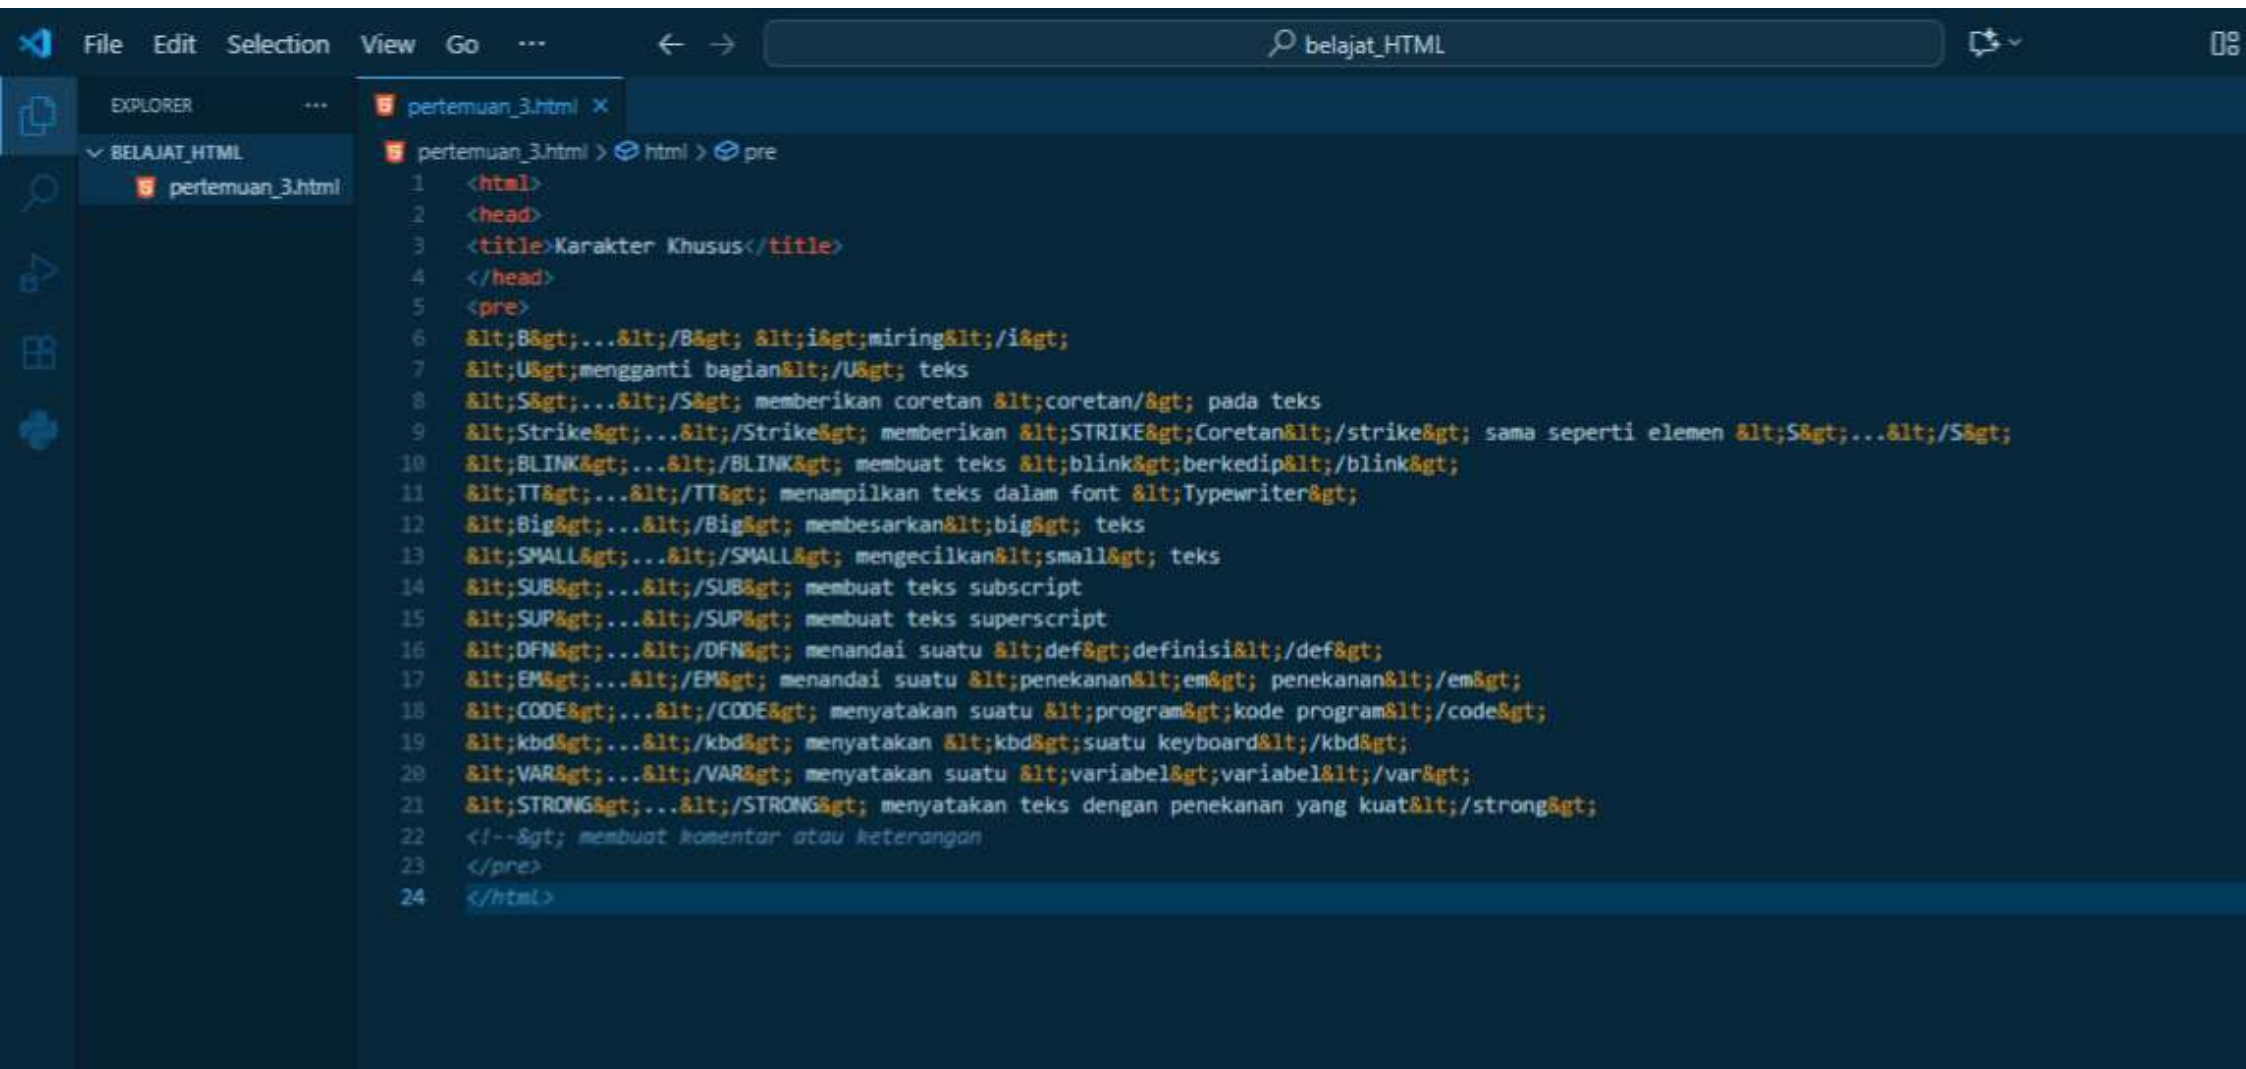 File Edit Selection View Go ··· ← → belajat_HTML
EXPLORER ···
BELAJAT_HTML
pertemuan_3.html
pertemuan_3.html ×
pertemuan_3.html > html > pre
1 <html>
2 <head>
3 <title>Karakter Khusus</title>
4 </head>
5 <pre>
6 &lt;B&gt;...&lt;/B&gt; &lt;i&gt;miring&lt;/i&gt;
7 &lt;U&gt;mengganti bagian&lt;/U&gt; teks
8 &lt;S&gt;...&lt;/S&gt; memberikan coretan &lt;coretan/&gt; pada teks
9 &lt;Strike&gt;...&lt;/Strike&gt; memberikan &lt;STRIKE&gt;Coretan&lt;/strike&gt; sama seperti elemen &lt;S&gt;...&lt;/S&gt;
10 &lt;BLINK&gt;...&lt;/BLINK&gt; membuat teks &lt;blink&gt;berkedip&lt;/blink&gt;
11 &lt;TT&gt;...&lt;/TT&gt; menampilkan teks dalam font &lt;Typewriter&gt;
12 &lt;Big&gt;...&lt;/Big&gt; membesarkan&lt;big&gt; teks
13 &lt;SMALL&gt;...&lt;/SMALL&gt; mengecilkan&lt;small&gt; teks
14 &lt;SUB&gt;...&lt;/SUB&gt; membuat teks subscript
15 &lt;SUP&gt;...&lt;/SUP&gt; membuat teks superscript
16 &lt;DFN&gt;...&lt;/DFN&gt; menandai suatu &lt;def&gt;definisi&lt;/def&gt;
17 &lt;EM&gt;...&lt;/EM&gt; menandai suatu &lt;penekanan&lt;em&gt; penekanan&lt;/em&gt;
18 &lt;CODE&gt;...&lt;/CODE&gt; menyatakan suatu &lt;program&gt;kode program&lt;/code&gt;
19 &lt;kbd&gt;...&lt;/kbd&gt; menyatakan &lt;kbd&gt;suatu keyboard&lt;/kbd&gt;
20 &lt;VAR&gt;...&lt;/VAR&gt; menyatakan suatu &lt;variabel&gt;variabel&lt;/var&gt;
21 &lt;STRONG&gt;...&lt;/STRONG&gt; menyatakan teks dengan penekanan yang kuat&lt;/strong&gt;
22 <!--&gt; membuat komentar atau keterangan
23 </pre>
24 </html>